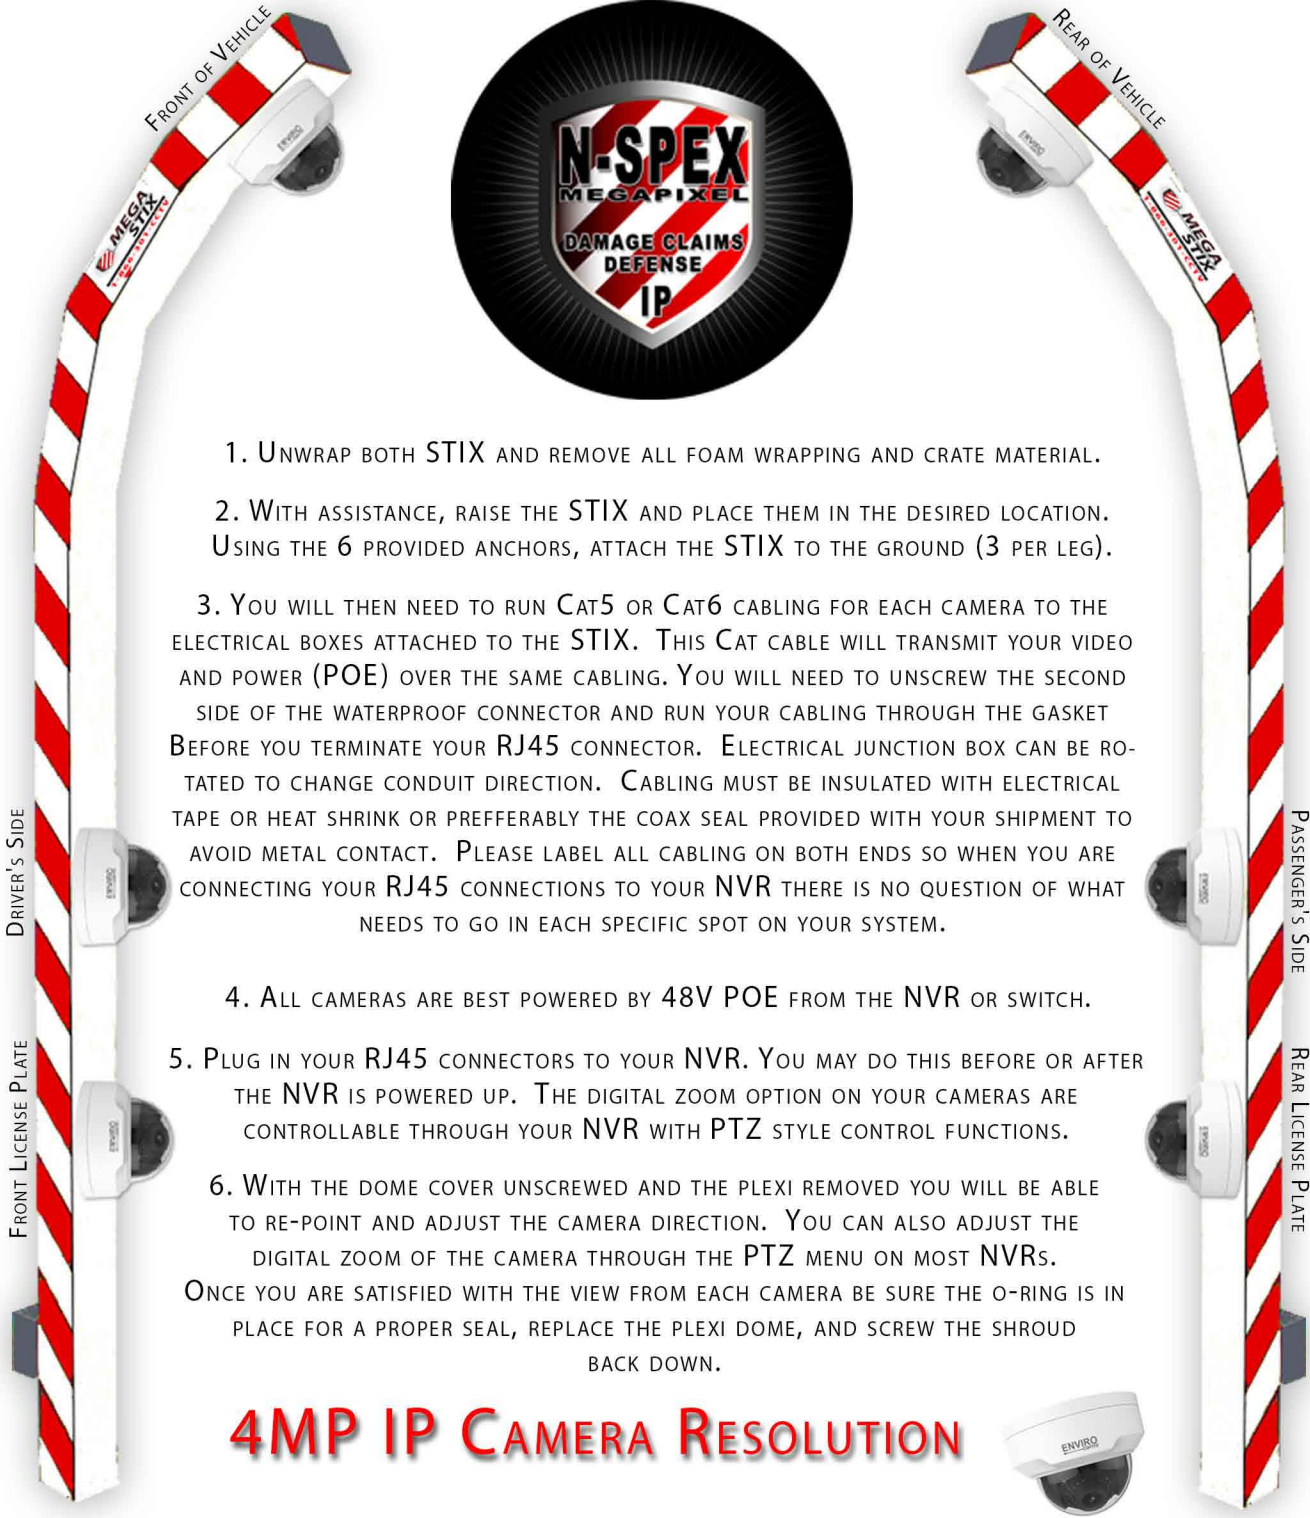 Front of Vehicle
Rear of Vehicle
N-SPEX
MEGAPIXEL
DAMAGE CLAIMS
DEFENSE
IP
MEGA
STIX
1-866-301-CCTV
MEGA
STIX
1-866-301-CCTV
ENVIRO
ENVIRO
1. Unwrap both STIX and remove all foam wrapping and crate material.
2. With assistance, raise the STIX and place them in the desired location.
Using the 6 provided anchors, attach the STIX to the ground (3 per leg).
3. You will then need to run Cat5 or Cat6 cabling for each camera to the
electrical boxes attached to the STIX. This Cat cable will transmit your video
and power (POE) over the same cabling. You will need to unscrew the second
side of the waterproof connector and run your cabling through the gasket
Before you terminate your RJ45 connector. Electrical junction box can be ro-
tated to change conduit direction. Cabling must be insulated with electrical
tape or heat shrink or prefferably the coax seal provided with your shipment to
avoid metal contact. Please label all cabling on both ends so when you are
connecting your RJ45 connections to your NVR there is no question of what
needs to go in each specific spot on your system.
Driver's Side
Passenger's Side
4. All cameras are best powered by 48V POE from the NVR or switch.
5. Plug in your RJ45 connectors to your NVR. You may do this before or after
the NVR is powered up. The digital zoom option on your cameras are
controllable through your NVR with PTZ style control functions.
Front License Plate
Rear License Plate
6. With the dome cover unscrewed and the plexi removed you will be able
to re-point and adjust the camera direction. You can also adjust the
digital zoom of the camera through the PTZ menu on most NVRs.
Once you are satisfied with the view from each camera be sure the o-ring is in
place for a proper seal, replace the plexi dome, and screw the shroud
back down.
4MP IP Camera Resolution
ENVIRO